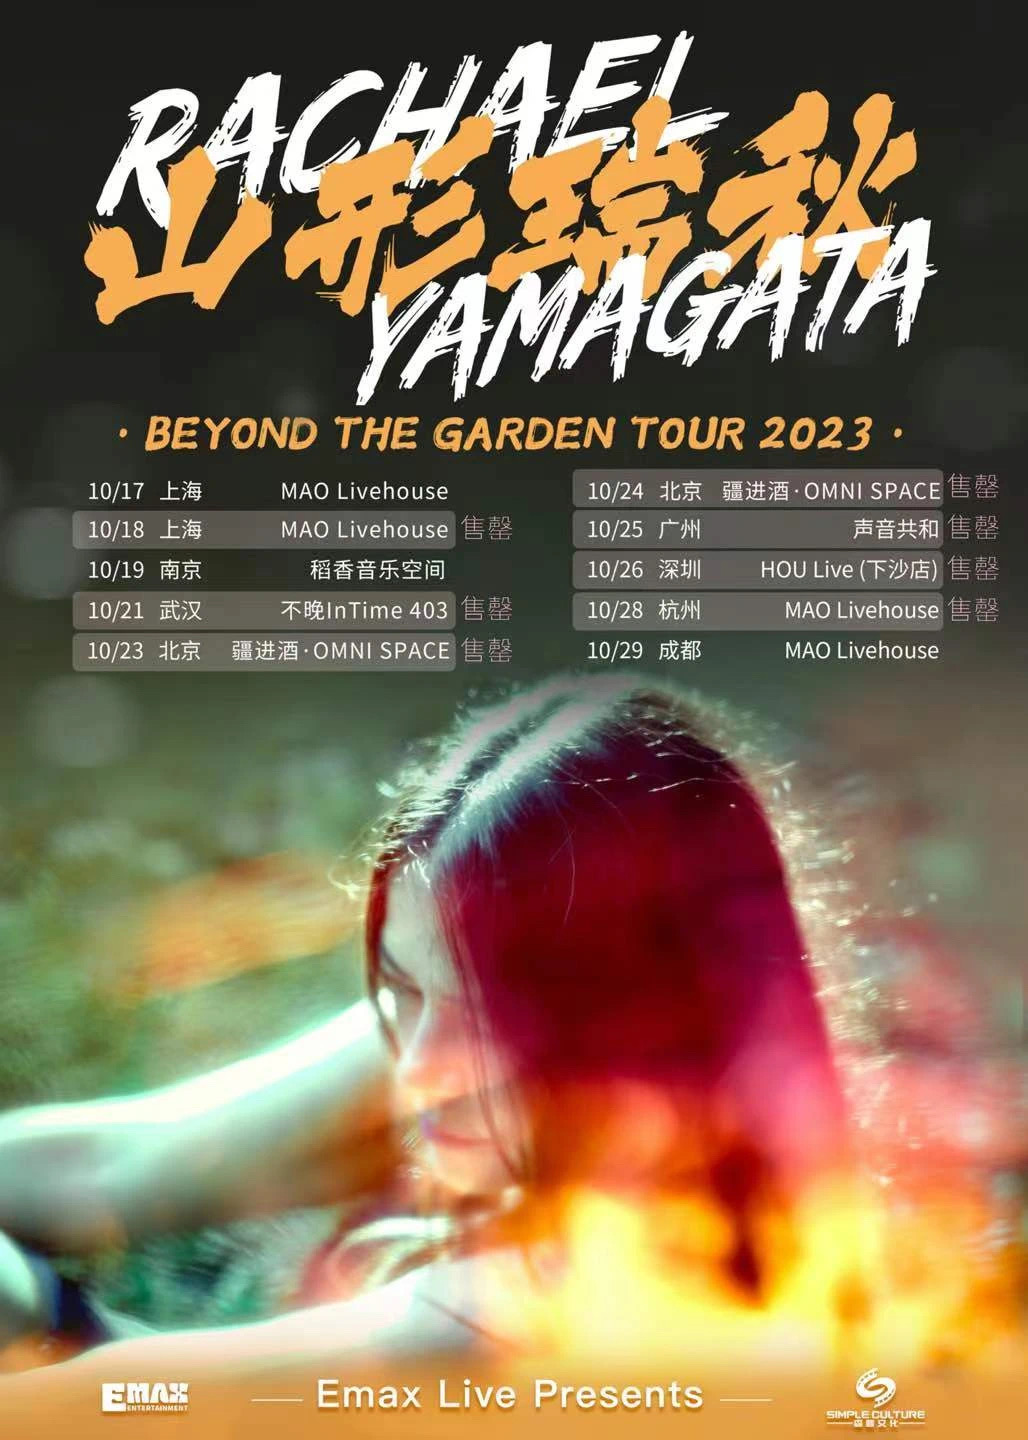 RACHAEL
山形瑞秋
YAMAGATA
· BEYOND THE GARDEN TOUR 2023 ·
10/17 上海 MAO Livehouse
10/18 上海 MAO Livehouse 售罄
10/19 南京 稻香音乐空间
10/21 武汉 不晚InTime 403 售罄
10/23 北京 疆进酒·OMNI SPACE 售罄
10/24 北京 疆进酒·OMNI SPACE 售罄
10/25 广州 声音共和 售罄
10/26 深圳 HOU Live (下沙店) 售罄
10/28 杭州 MAO Livehouse 售罄
10/29 成都 MAO Livehouse
EMAX
ENTERTAINMENT
Emax Live Presents
SIMPLE CULTURE